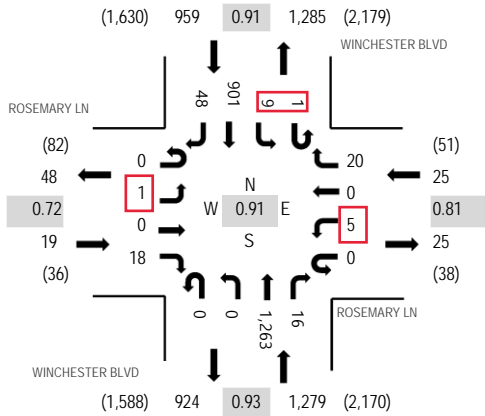 (1,630) 959 0.91 1,285 (2,179)
WINCHESTER BLVD
ROSEMARY LN
48 901 9 1
(82)
48
0.72
19
(36)
0
1
0
18
N
W 0.91 E
S
20
0
5
0
(51)
25
0.81
25
(38)
0 0 1,263 16
ROSEMARY LN
WINCHESTER BLVD
(1,588) 924 0.93 1,279 (2,170)